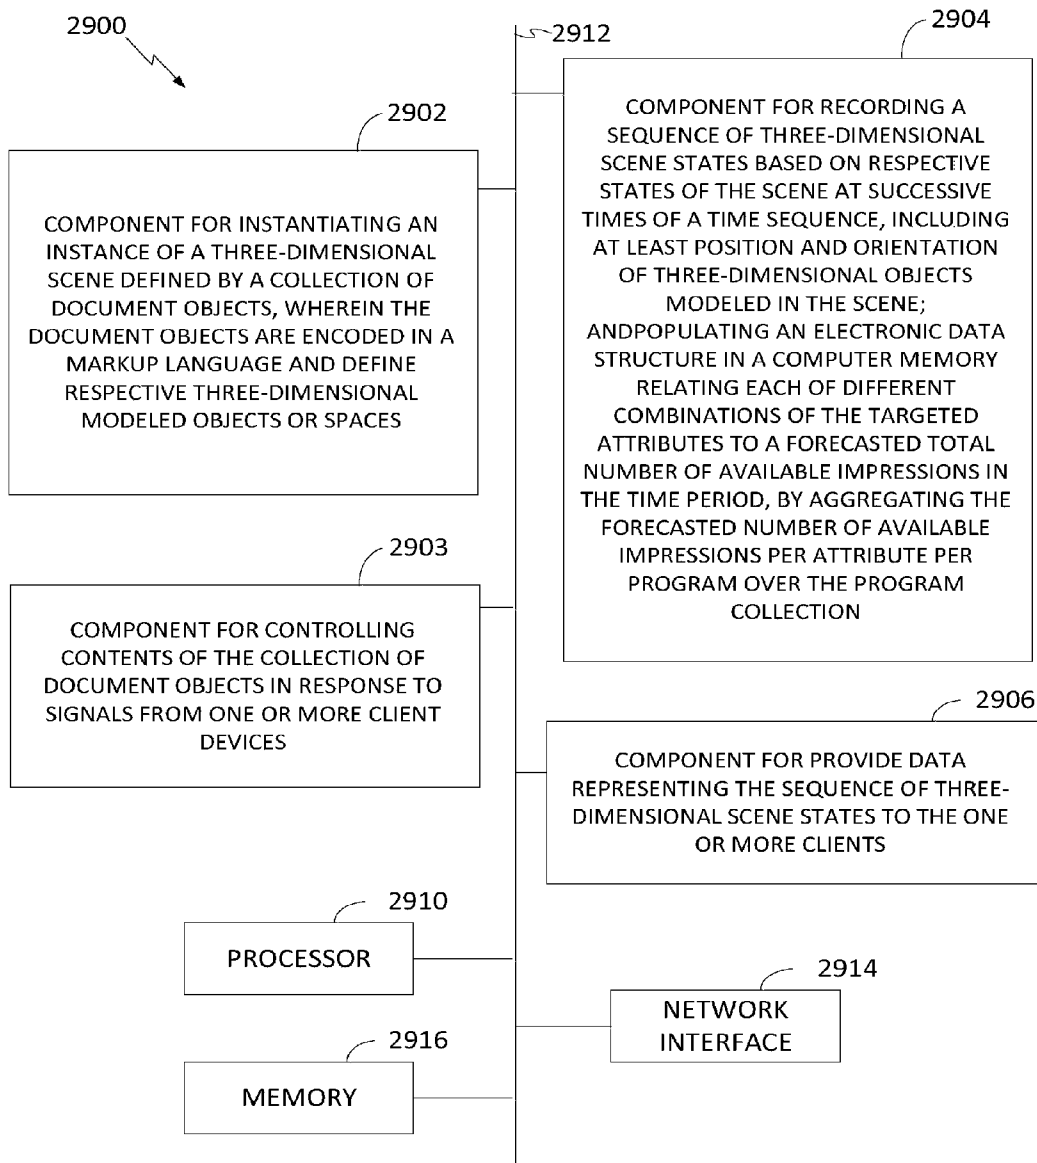 2900
2912
2904
2902
COMPONENT FOR RECORDING A
SEQUENCE OF THREE-DIMENSIONAL
SCENE STATES BASED ON RESPECTIVE
STATES OF THE SCENE AT SUCCESSIVE
TIMES OF A TIME SEQUENCE, INCLUDING
AT LEAST POSITION AND ORIENTATION
OF THREE-DIMENSIONAL OBJECTS
MODELED IN THE SCENE;
ANDPOPULATING AN ELECTRONIC DATA
STRUCTURE IN A COMPUTER MEMORY
RELATING EACH OF DIFFERENT
COMBINATIONS OF THE TARGETED
ATTRIBUTES TO A FORECASTED TOTAL
NUMBER OF AVAILABLE IMPRESSIONS IN
THE TIME PERIOD, BY AGGREGATING THE
FORECASTED NUMBER OF AVAILABLE
IMPRESSIONS PER ATTRIBUTE PER
PROGRAM OVER THE PROGRAM
COLLECTION
COMPONENT FOR INSTANTIATING AN
INSTANCE OF A THREE-DIMENSIONAL
SCENE DEFINED BY A COLLECTION OF
DOCUMENT OBJECTS, WHEREIN THE
DOCUMENT OBJECTS ARE ENCODED IN A
MARKUP LANGUAGE AND DEFINE
RESPECTIVE THREE-DIMENSIONAL
MODELED OBJECTS OR SPACES
2903
COMPONENT FOR CONTROLLING
CONTENTS OF THE COLLECTION OF
DOCUMENT OBJECTS IN RESPONSE TO
SIGNALS FROM ONE OR MORE CLIENT
DEVICES
2906
COMPONENT FOR PROVIDE DATA
REPRESENTING THE SEQUENCE OF THREE-
DIMENSIONAL SCENE STATES TO THE ONE
OR MORE CLIENTS
2910
PROCESSOR
2914
NETWORK
INTERFACE
2916
MEMORY